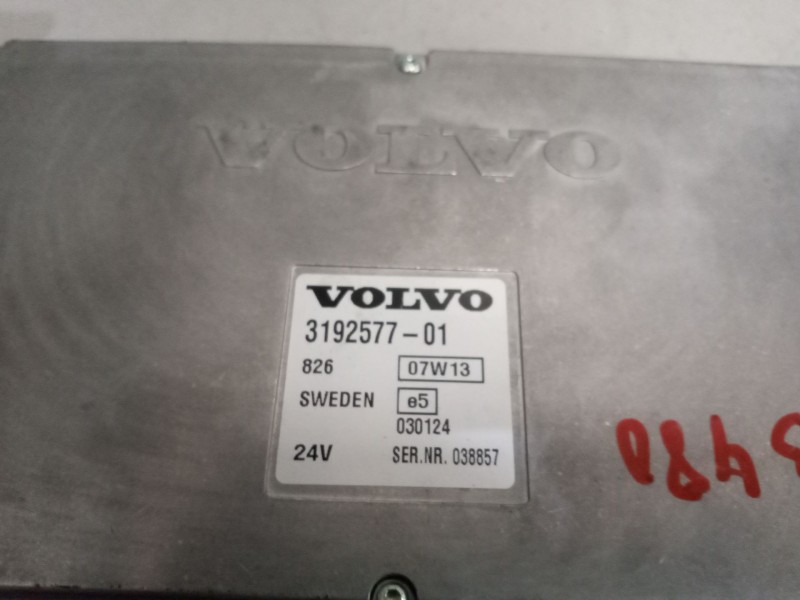 VOLVO
VOLVO
3192577-01
826 07W13
SWEDEN e5
030124
24V SER.NR. 038857